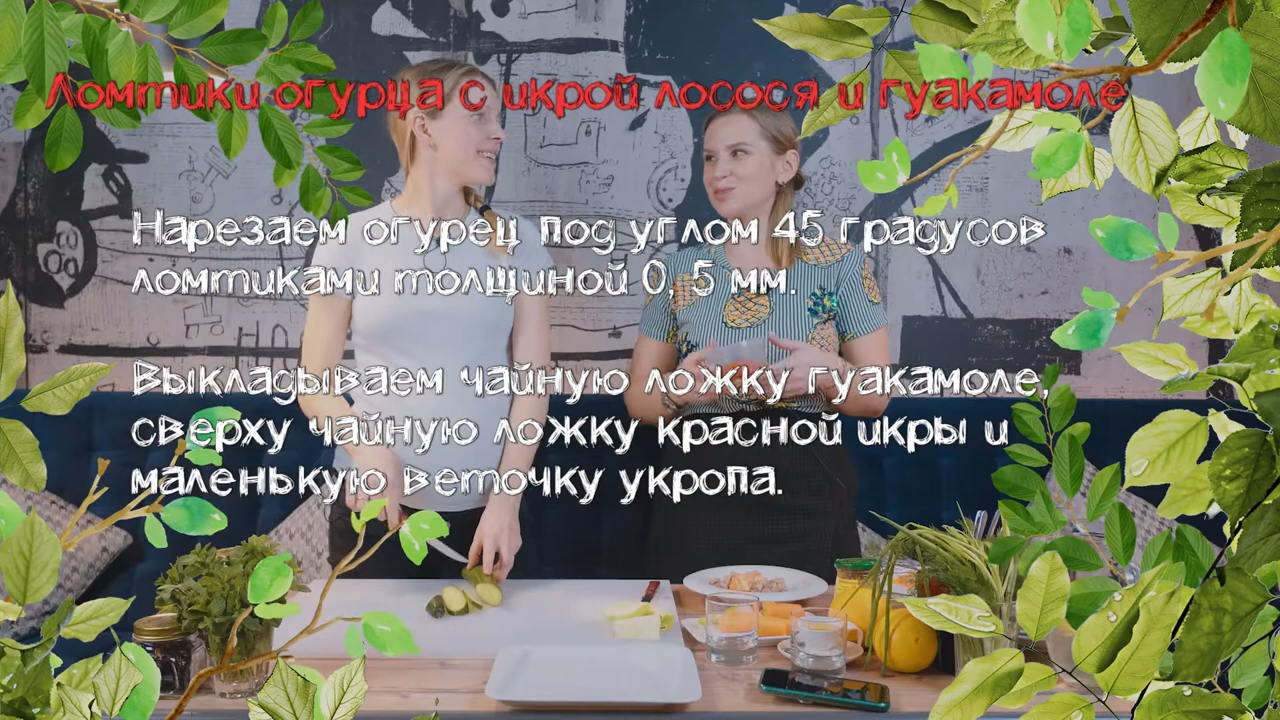 Ломтики огурца с икрой лосося и гуакамоле
Нарезаем огурец под углом 45 градусов
ломтиками толщиной 0, 5 мм.
Выкладываем чайную ложку гуакамоле,
сверху чайную ложку красной икры и
маленькую веточку укропа.